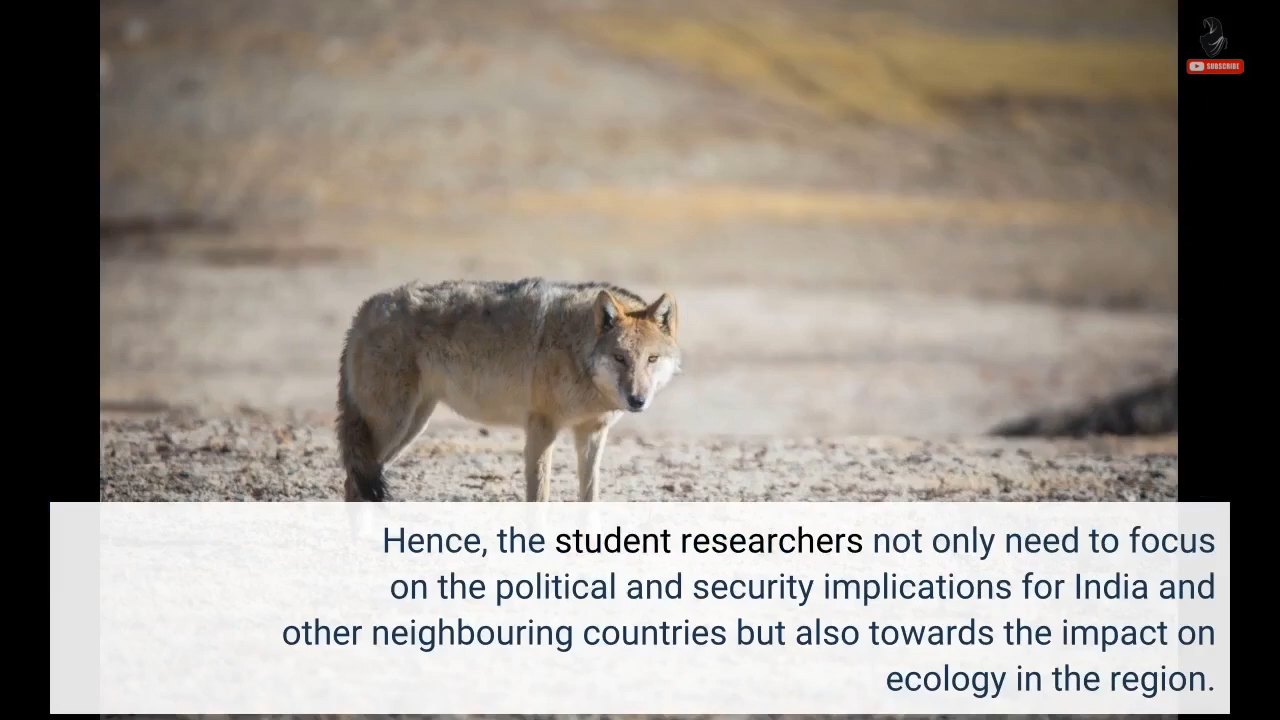 SUBSCRIBE
Hence, the student researchers not only need to focus
on the political and security implications for India and
other neighbouring countries but also towards the impact on
ecology in the region.